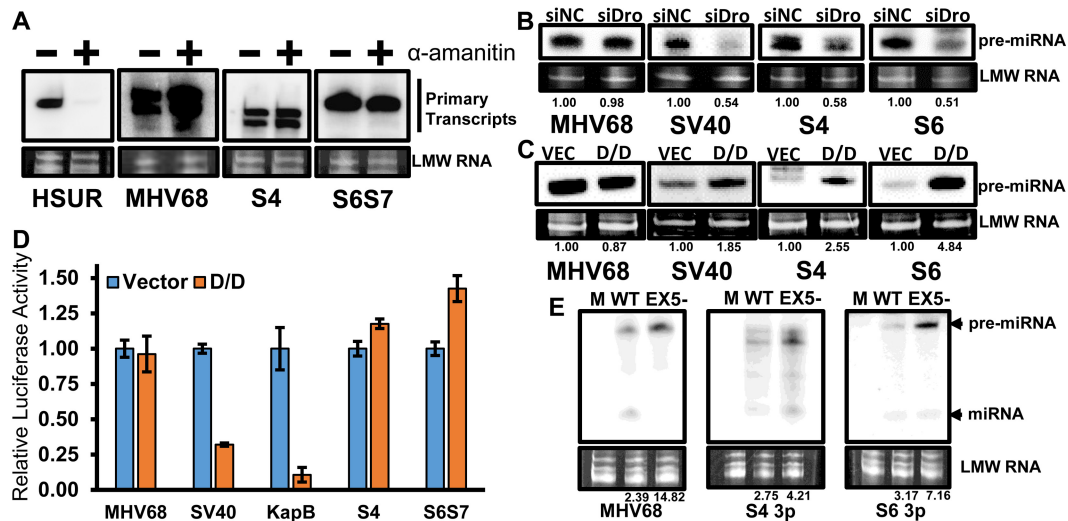 A
− + − + − + − + α-amanitin
Primary
Transcripts
LMW RNA
HSUR MHV68 S4 S6S7
B
siNC siDro siNC siDro siNC siDro siNC siDro
pre-miRNA
LMW RNA
1.00 0.98 1.00 0.54 1.00 0.58 1.00 0.51
MHV68 SV40 S4 S6
C
VEC D/D VEC D/D VEC D/D VEC D/D
pre-miRNA
LMW RNA
1.00 0.87 1.00 1.85 1.00 2.55 1.00 4.84
MHV68 SV40 S4 S6
D
Relative Luciferase Activity
Vector D/D
1.50
1.25
1.00
0.75
0.50
0.25
0.00
MHV68 SV40 KapB S4 S6S7
E
M WT EX5- M WT EX5- M WT EX5-
pre-miRNA
miRNA
LMW RNA
2.39 14.82 2.75 4.21 3.17 7.16
MHV68 S4 3p S6 3p